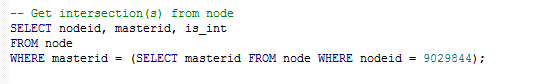 -- Get intersection(s) from node
SELECT nodeid, masterid, is_int
FROM node
WHERE masterid = (SELECT masterid FROM node WHERE nodeid = 9029844);